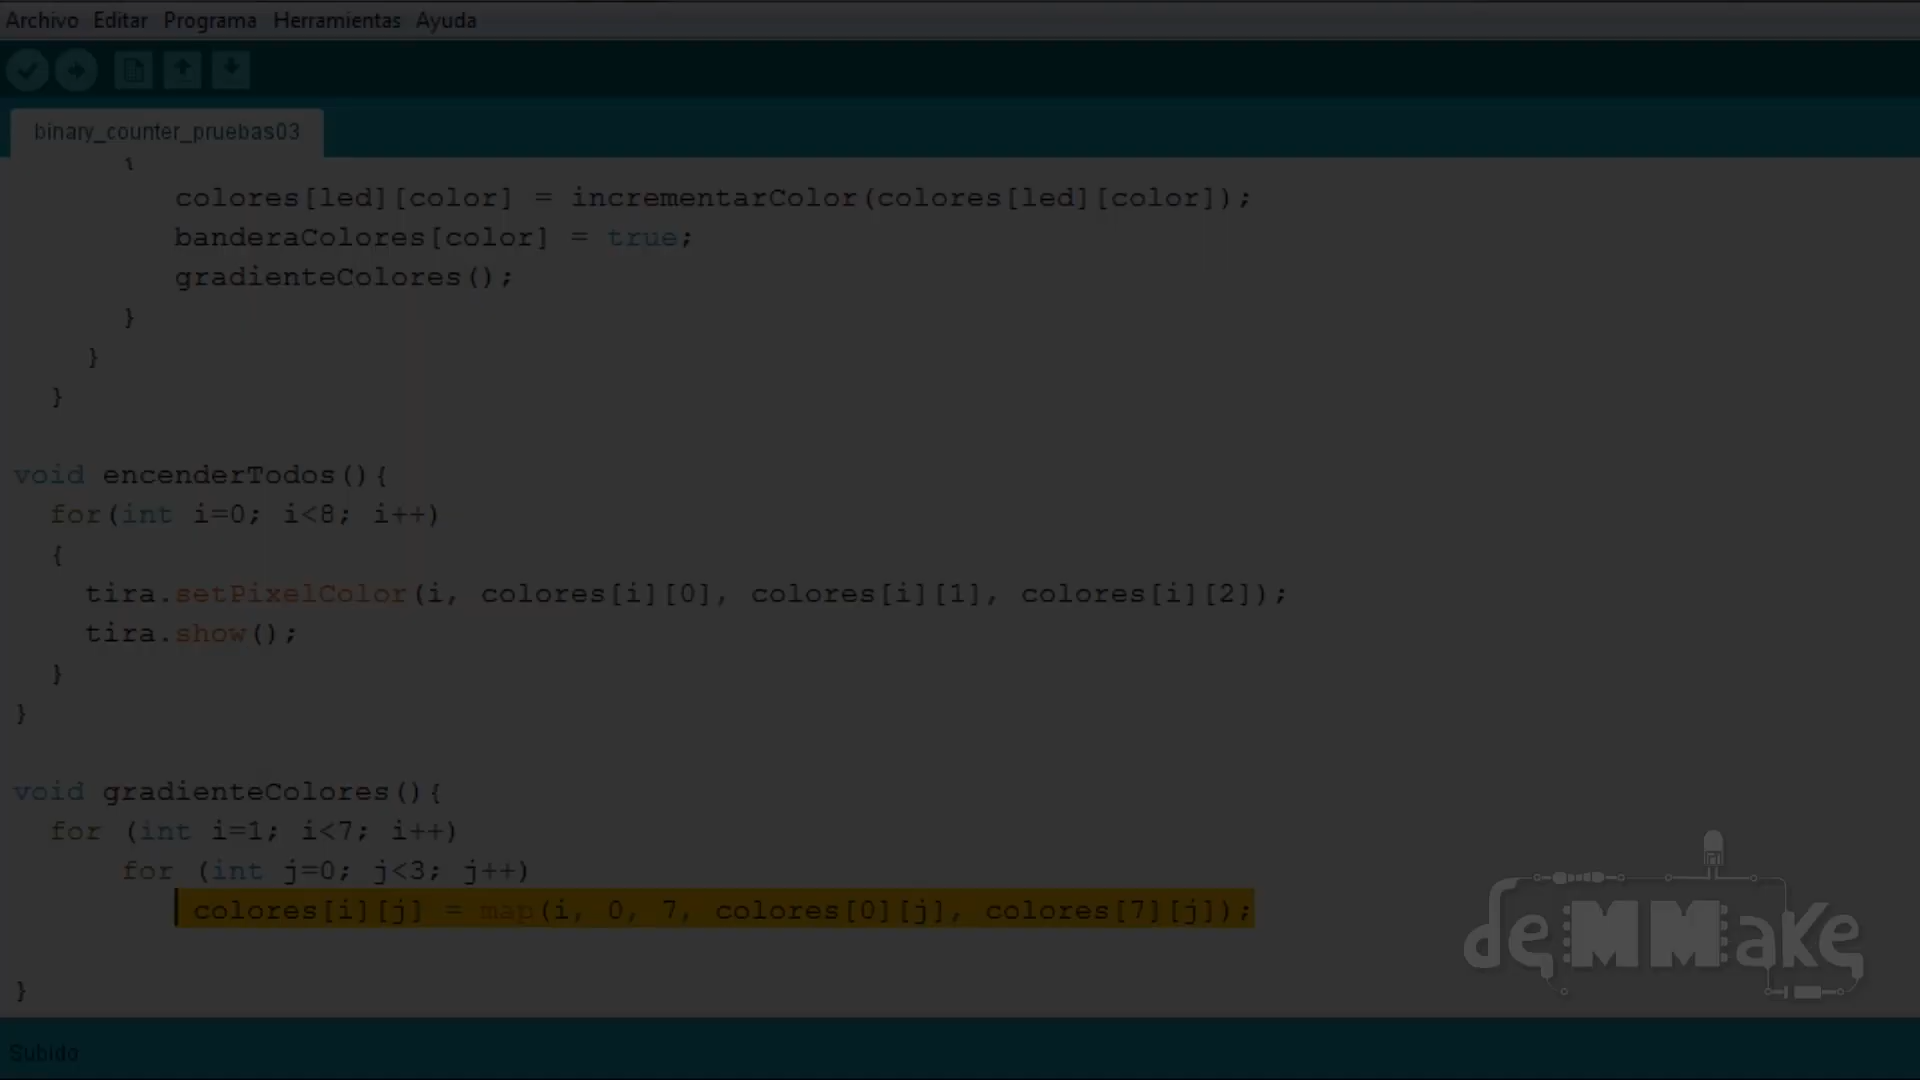 Archivo Editar Programa Herramientas Ayuda
binary_counter_pruebas03
{
colores[led][color] = incrementarColor(colores[led][color]);
banderaColores[color] = true;
gradienteColores();
}
}
}
void encenderTodos(){
for(int i=0; i<8; i++)
{
tira.setPixelColor(i, colores[i][0], colores[i][1], colores[i][2]);
tira.show();
}
}
void gradienteColores(){
for (int i=1; i<7; i++)
for (int j=0; j<3; j++)
colores[i][j] = map(i, 0, 7, colores[0][j], colores[7][j]);
}
deMMake
Subido